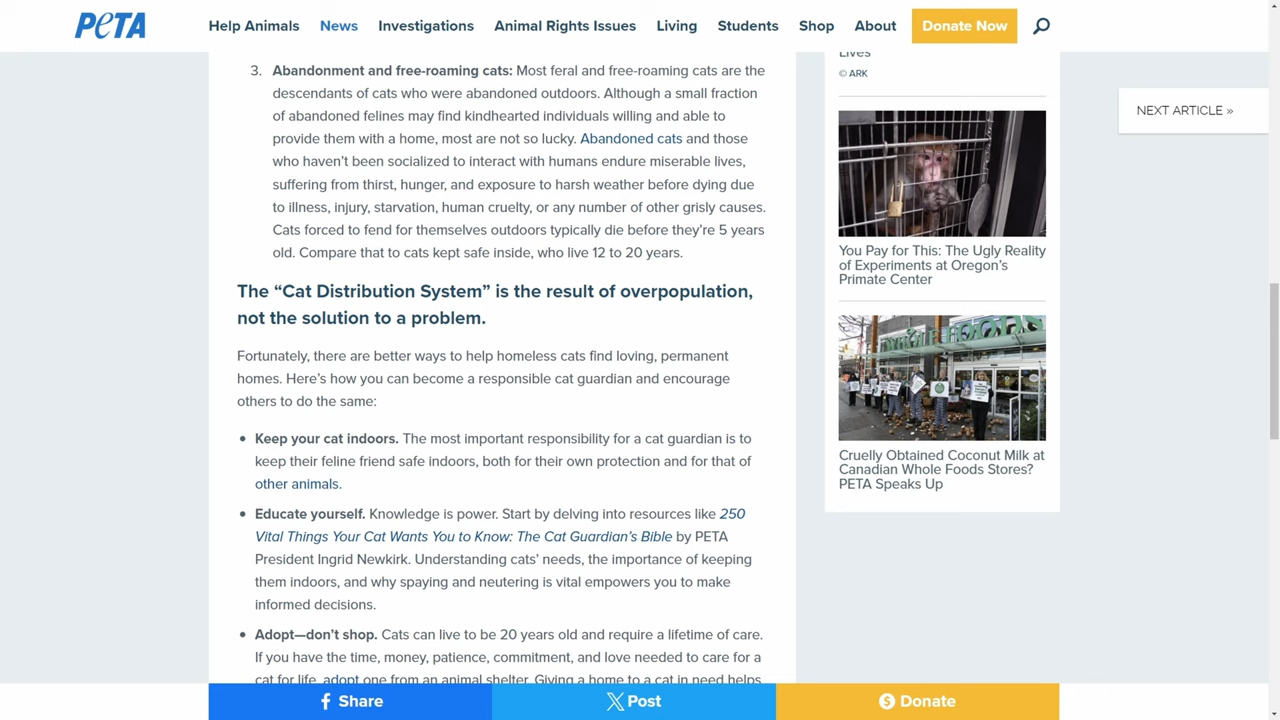 PETA
Help Animals
News
Investigations
Animal Rights Issues
Living
Students
Shop
About
Donate Now
3. Abandonment and free-roaming cats: Most feral and free-roaming cats are the
descendants of cats who were abandoned outdoors. Although a small fraction
of abandoned felines may find kindhearted individuals willing and able to
provide them with a home, most are not so lucky. Abandoned cats and those
who haven’t been socialized to interact with humans endure miserable lives,
suffering from thirst, hunger, and exposure to harsh weather before dying due
to illness, injury, starvation, human cruelty, or any number of other grisly causes.
Cats forced to fend for themselves outdoors typically die before they’re 5 years
old. Compare that to cats kept safe inside, who live 12 to 20 years.
The “Cat Distribution System” is the result of overpopulation,
not the solution to a problem.
Fortunately, there are better ways to help homeless cats find loving, permanent
homes. Here’s how you can become a responsible cat guardian and encourage
others to do the same:
• Keep your cat indoors. The most important responsibility for a cat guardian is to
keep their feline friend safe indoors, both for their own protection and for that of
other animals.
• Educate yourself. Knowledge is power. Start by delving into resources like 250
Vital Things Your Cat Wants You to Know: The Cat Guardian’s Bible by PETA
President Ingrid Newkirk. Understanding cats’ needs, the importance of keeping
them indoors, and why spaying and neutering is vital empowers you to make
informed decisions.
• Adopt—don’t shop. Cats can live to be 20 years old and require a lifetime of care.
If you have the time, money, patience, commitment, and love needed to care for a
cat for life, adopt one from an animal shelter. Giving a home to a cat in need helps
Lives
© ARK
You Pay for This: The Ugly Reality
of Experiments at Oregon’s
Primate Center
Cruelly Obtained Coconut Milk at
Canadian Whole Foods Stores?
PETA Speaks Up
NEXT ARTICLE »
Share
Post
Donate